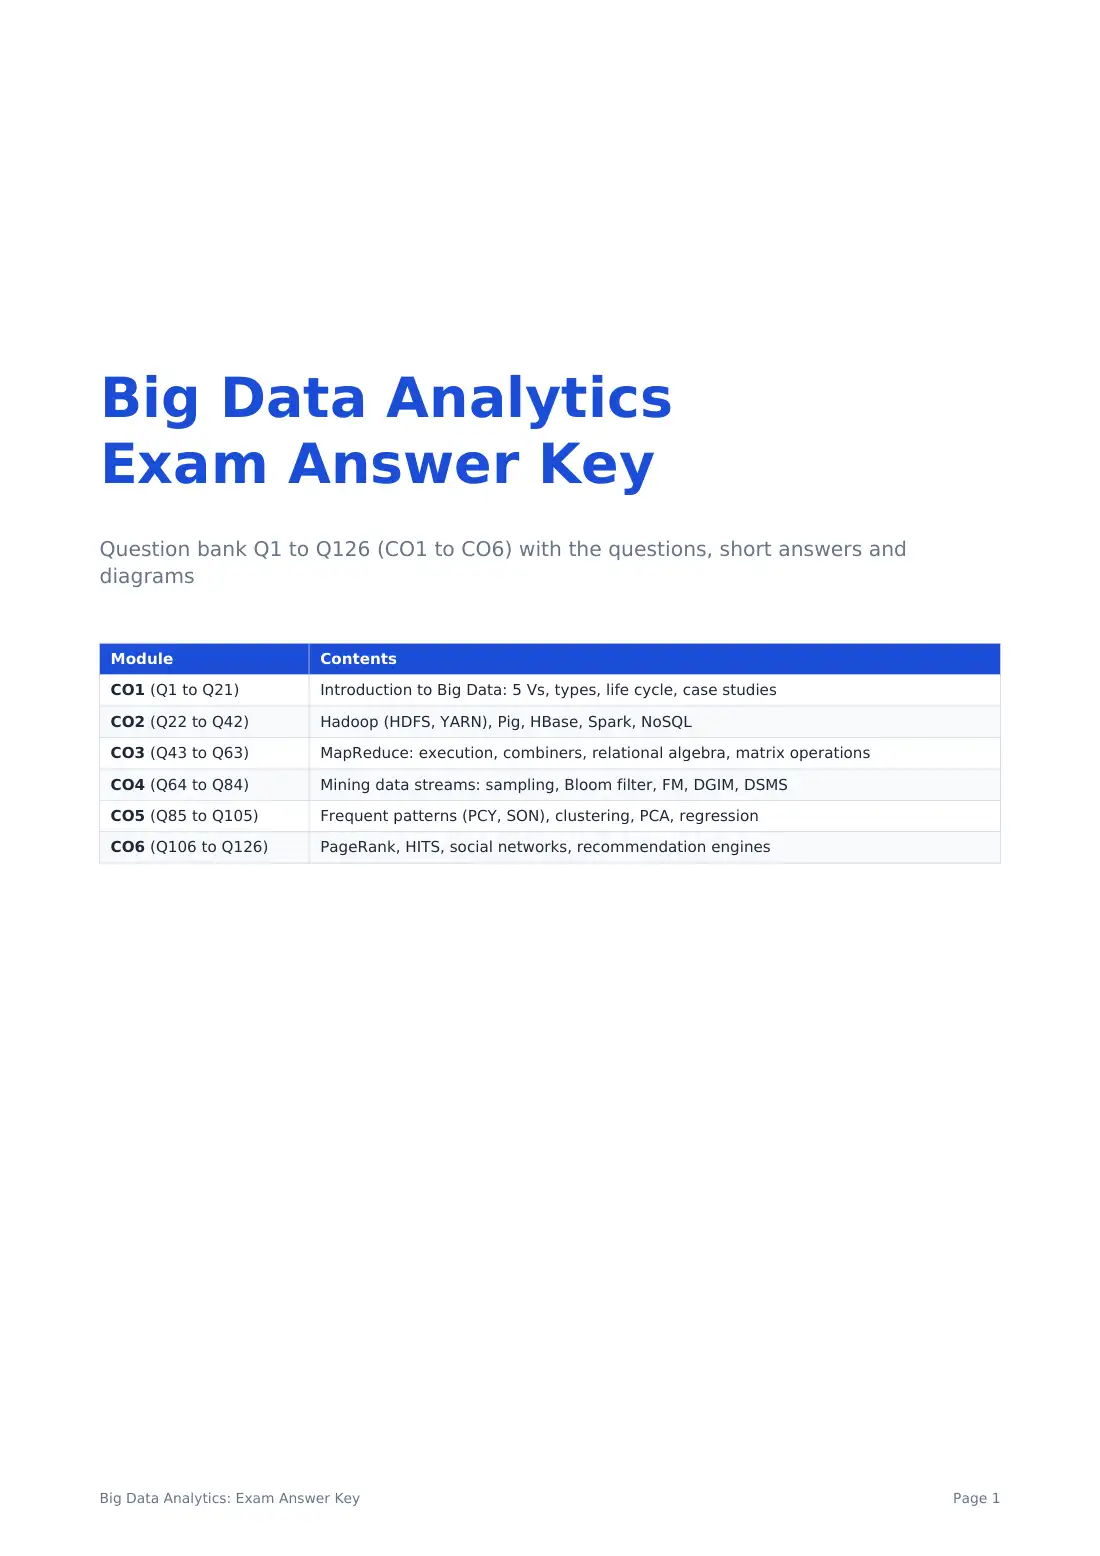 Big Data Analytics
Exam Answer Key
Question bank Q1 to Q126 (CO1 to CO6) with the questions, short answers and
diagrams
Module Contents
CO1 (Q1 to Q21) Introduction to Big Data: 5 Vs, types, life cycle, case studies
CO2 (Q22 to Q42) Hadoop (HDFS, YARN), Pig, HBase, Spark, NoSQL
CO3 (Q43 to Q63) MapReduce: execution, combiners, relational algebra, matrix operations
CO4 (Q64 to Q84) Mining data streams: sampling, Bloom filter, FM, DGIM, DSMS
CO5 (Q85 to Q105) Frequent patterns (PCY, SON), clustering, PCA, regression
CO6 (Q106 to Q126) PageRank, HITS, social networks, recommendation engines
Big Data Analytics: Exam Answer Key Page 1